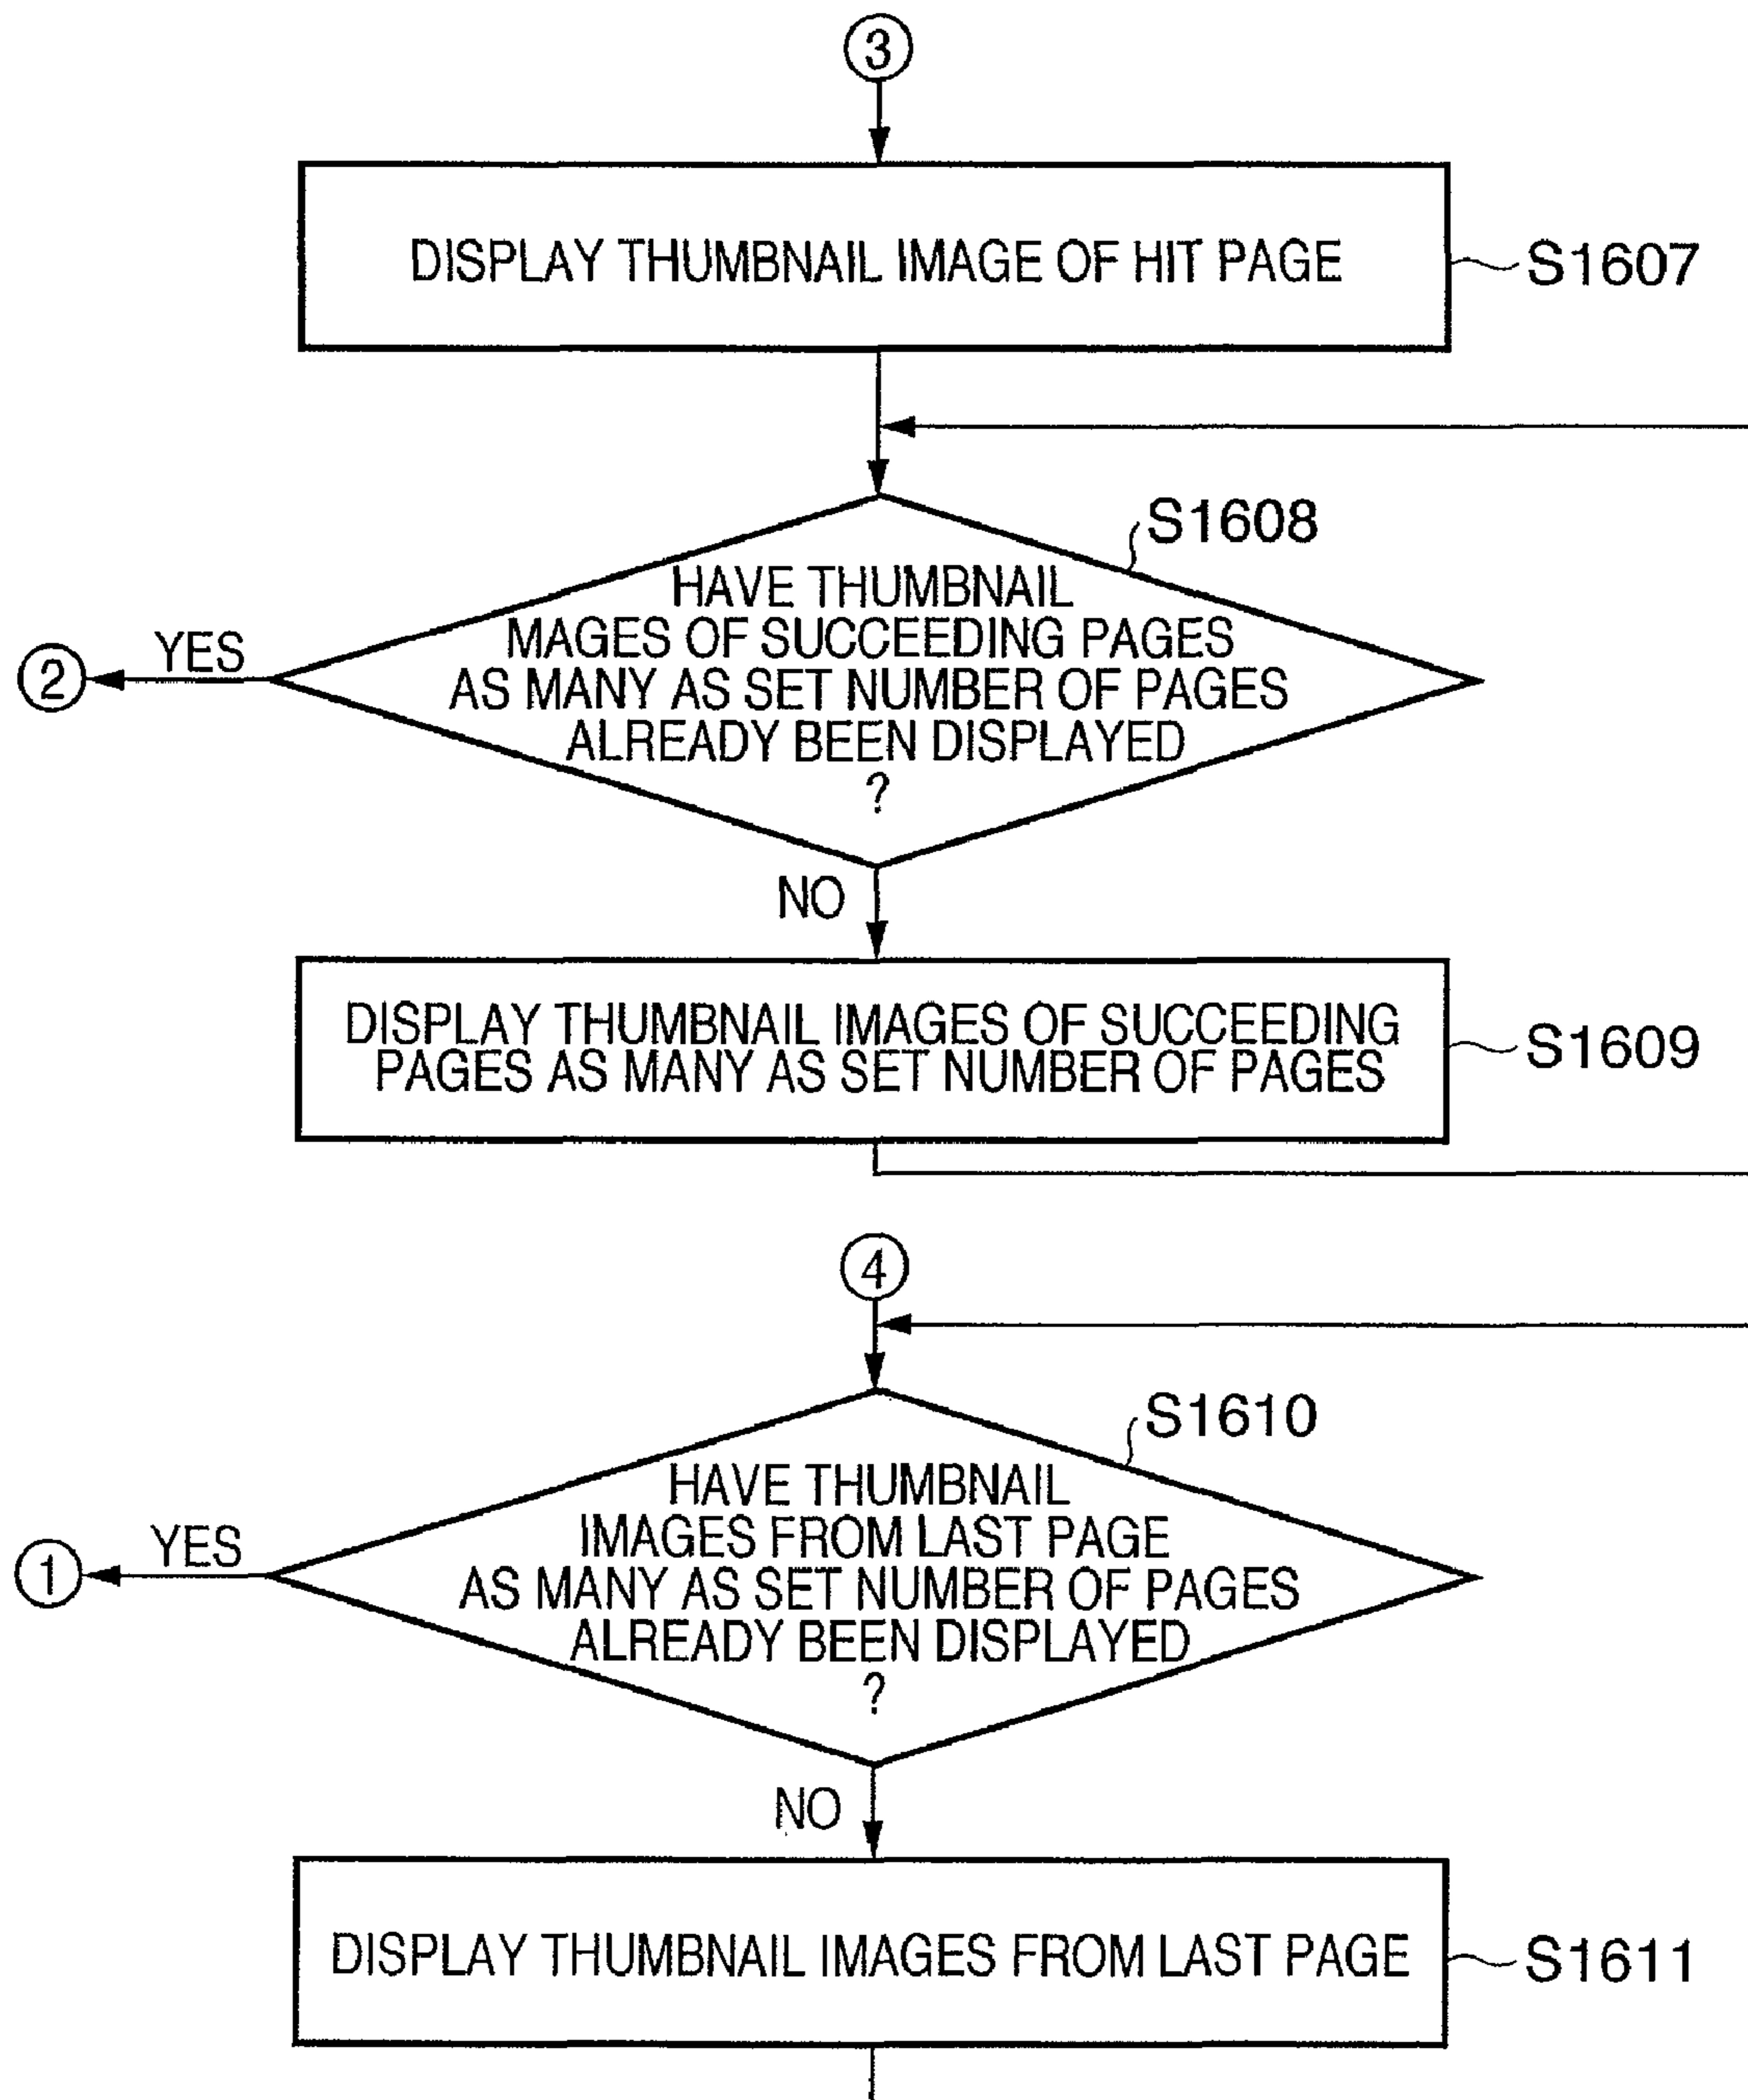 3
DISPLAY THUMBNAIL IMAGE OF HIT PAGE
S1607
S1608
HAVE THUMBNAIL
MAGES OF SUCCEEDING PAGES
AS MANY AS SET NUMBER OF PAGES
ALREADY BEEN DISPLAYED
?
YES
2
NO
DISPLAY THUMBNAIL IMAGES OF SUCCEEDING
PAGES AS MANY AS SET NUMBER OF PAGES
S1609
4
S1610
HAVE THUMBNAIL
IMAGES FROM LAST PAGE
AS MANY AS SET NUMBER OF PAGES
ALREADY BEEN DISPLAYED
?
YES
1
NO
DISPLAY THUMBNAIL IMAGES FROM LAST PAGE
S1611